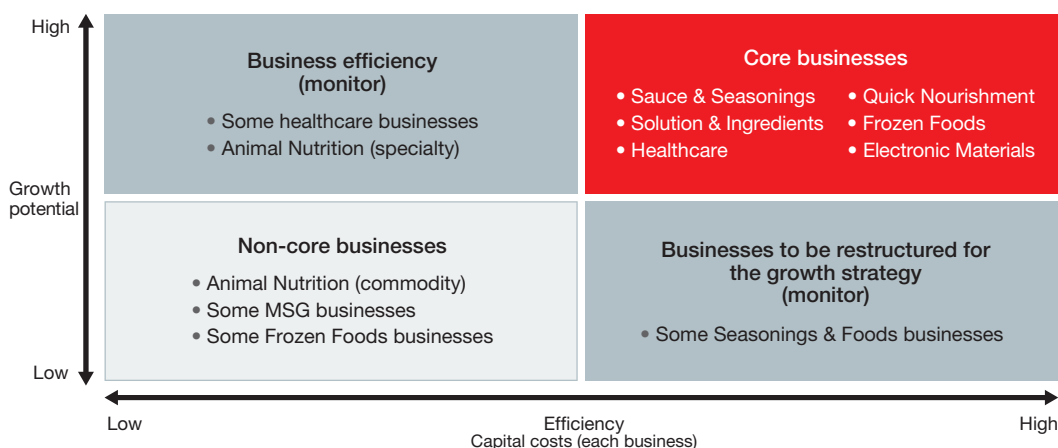 High
Growth
potential
Low
Business efficiency
(monitor)
• Some healthcare businesses
• Animal Nutrition (specialty)
Core businesses
• Sauce & Seasonings
• Solution & Ingredients
• Healthcare
• Quick Nourishment
• Frozen Foods
• Electronic Materials
Non-core businesses
• Animal Nutrition (commodity)
• Some MSG businesses
• Some Frozen Foods businesses
Businesses to be restructured for
the growth strategy
(monitor)
• Some Seasonings & Foods businesses
Low
Efficiency
High
Capital costs (each business)